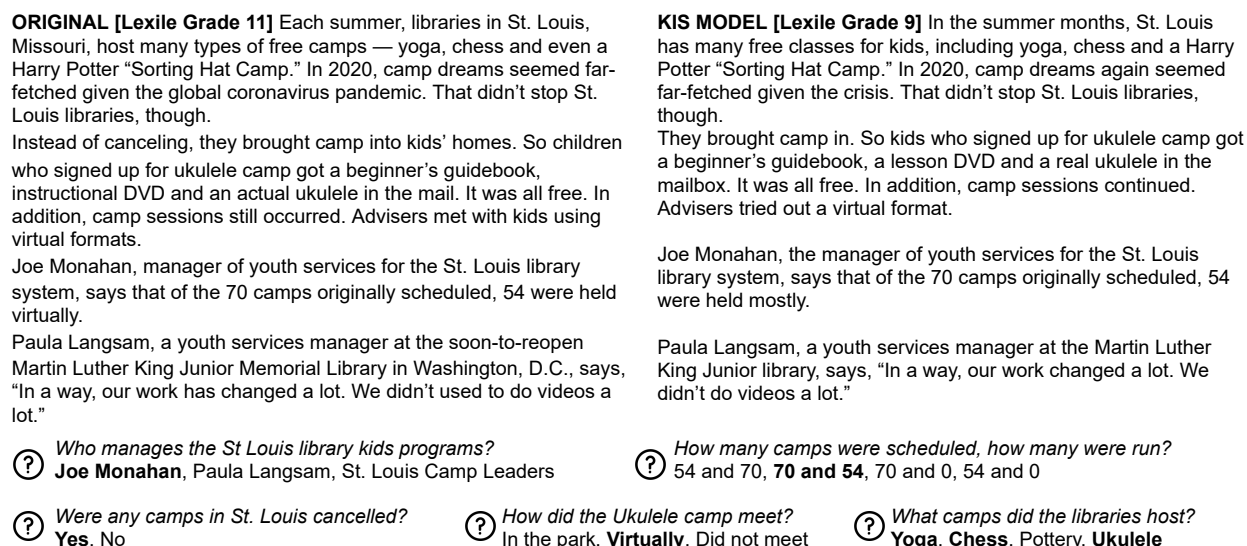 ORIGINAL [Lexile Grade 11] Each summer, libraries in St. Louis,
Missouri, host many types of free camps — yoga, chess and even a
Harry Potter “Sorting Hat Camp.” In 2020, camp dreams seemed far-
fetched given the global coronavirus pandemic. That didn’t stop St.
Louis libraries, though.
Instead of canceling, they brought camp into kids’ homes. So children
who signed up for ukulele camp got a beginner’s guidebook,
instructional DVD and an actual ukulele in the mail. It was all free. In
addition, camp sessions still occurred. Advisers met with kids using
virtual formats.
Joe Monahan, manager of youth services for the St. Louis library
system, says that of the 70 camps originally scheduled, 54 were held
virtually.
Paula Langsam, a youth services manager at the soon-to-reopen
Martin Luther King Junior Memorial Library in Washington, D.C., says,
“In a way, our work has changed a lot. We didn’t used to do videos a
lot.”
KIS MODEL [Lexile Grade 9] In the summer months, St. Louis
has many free classes for kids, including yoga, chess and a Harry
Potter “Sorting Hat Camp.” In 2020, camp dreams again seemed
far-fetched given the crisis. That didn’t stop St. Louis libraries,
though.
They brought camp in. So kids who signed up for ukulele camp got
a beginner’s guidebook, a lesson DVD and a real ukulele in the
mailbox. It was all free. In addition, camp sessions continued.
Advisers tried out a virtual format.
Joe Monahan, the manager of youth services for the St. Louis
library system, says that of the 70 camps originally scheduled, 54
were held mostly.
Paula Langsam, a youth services manager at the Martin Luther
King Junior library, says, “In a way, our work changed a lot. We
didn’t do videos a lot.”
? Who manages the St Louis library kids programs?
Joe Monahan, Paula Langsam, St. Louis Camp Leaders
? How many camps were scheduled, how many were run?
54 and 70, 70 and 54, 70 and 0, 54 and 0
? Were any camps in St. Louis cancelled?
Yes, No
? How did the Ukulele camp meet?
In the park, Virtually, Did not meet
? What camps did the libraries host?
Yoga, Chess, Pottery, Ukulele